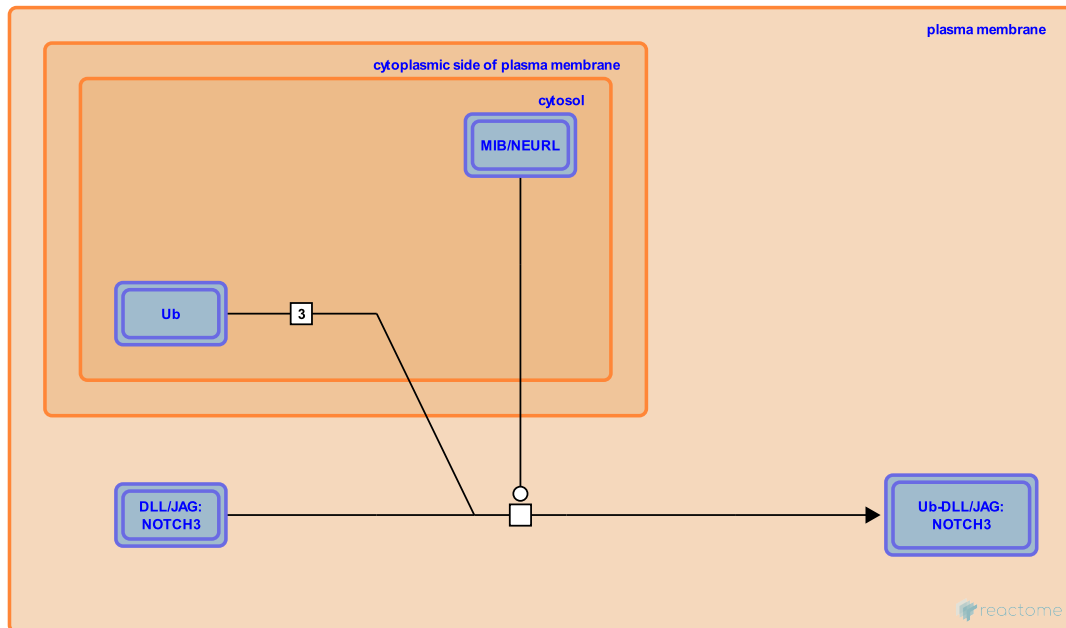 plasma membrane
cytoplasmic side of plasma membrane
cytosol
MIB/NEURL
Ub
3
DLL/JAG:
NOTCH3
Ub-DLL/JAG:
NOTCH3
reactome